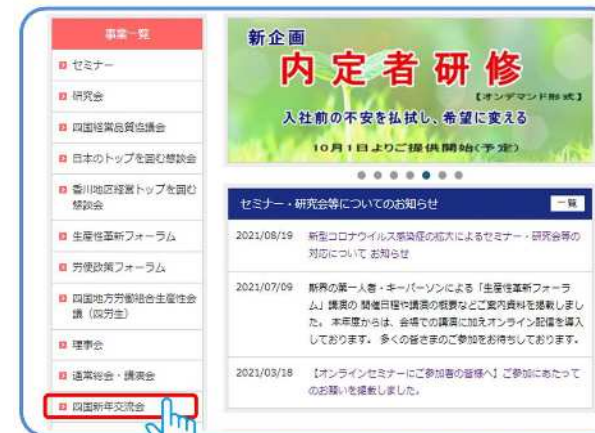 事業一覧
セミナー
研究会
四国経営品質協議会
日本のトップを囲む懇談会
香川地区経営トップを囲む
懇談会
生産性革新フォーラム
労使政策フォーラム
四国地方労働組合生産性会
議（四労生）
理事会
通常総会・講演会
四国新年交流会
新企画
内定者研修
【オンデマンド形式】
入社前の不安を払拭し、希望に変える
10月1日よりご提供開始(予定)
セミナー・研究会等についてのお知らせ
一覧
2021/08/19 新型コロナウイルス感染症の拡大によるセミナー・研究会等の
対応について お知らせ
2021/07/09 斯界の第一人者・キーパーソンによる「生産性革新フォーラ
ム」講演の 開催日程や講演の概要などご案内資料を掲載しまし
た。 本年度からは、会場での講演に加えオンライン配信を導入
しております。 多くの皆さまのご参加をお待ちしております。
2021/03/18 【オンラインセミナーにご参加者の皆様へ】ご参加にあたって
のお願いを掲載しました。